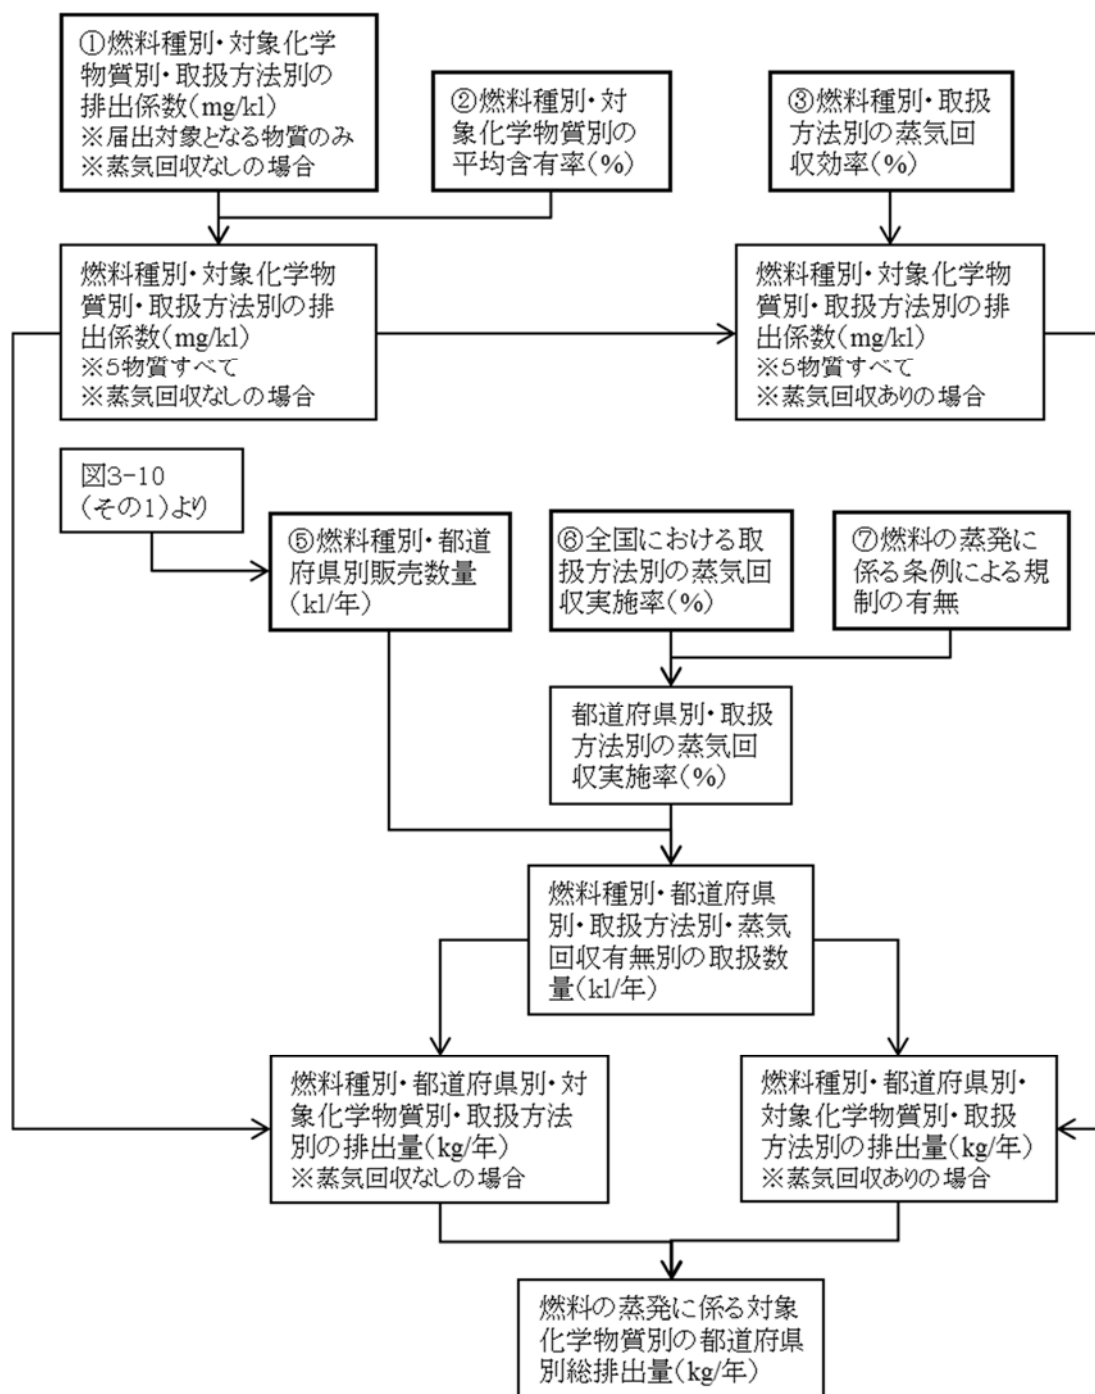 ①燃料種別・対象化学
物質別・取扱方法別の
排出係数(mg/kl)
※届出対象となる物質のみ
※蒸気回収なしの場合
②燃料種別・対
象化学物質別の
平均含有率(%)
③燃料種別・取扱
方法別の蒸気回
収効率(%)
燃料種別・対象化学物
質別・取扱方法別の排
出係数(mg/kl)
※5物質すべて
※蒸気回収なしの場合
燃料種別・対象化学物
質別・取扱方法別の排
出係数(mg/kl)
※5物質すべて
※蒸気回収ありの場合
図3-10
(その1)より
⑤燃料種別・都道
府県別販売数量
(kl/年)
⑥全国における取
扱方法別の蒸気回
収実施率(%)
⑦燃料の蒸発に
係る条例による規
制の有無
都道府県別・取扱
方法別の蒸気回
収実施率(%)
燃料種別・都道府県
別・取扱方法別・蒸気
回収有無別の取扱数
量(kl/年)
燃料種別・都道府県別・対
象化学物質別・取扱方法
別の排出量(kg/年)
※蒸気回収なしの場合
燃料種別・都道府県別・
対象化学物質別・取扱
方法別の排出量(kg/年)
※蒸気回収ありの場合
燃料の蒸発に係る対象
化学物質別の都道府県
別総排出量(kg/年)